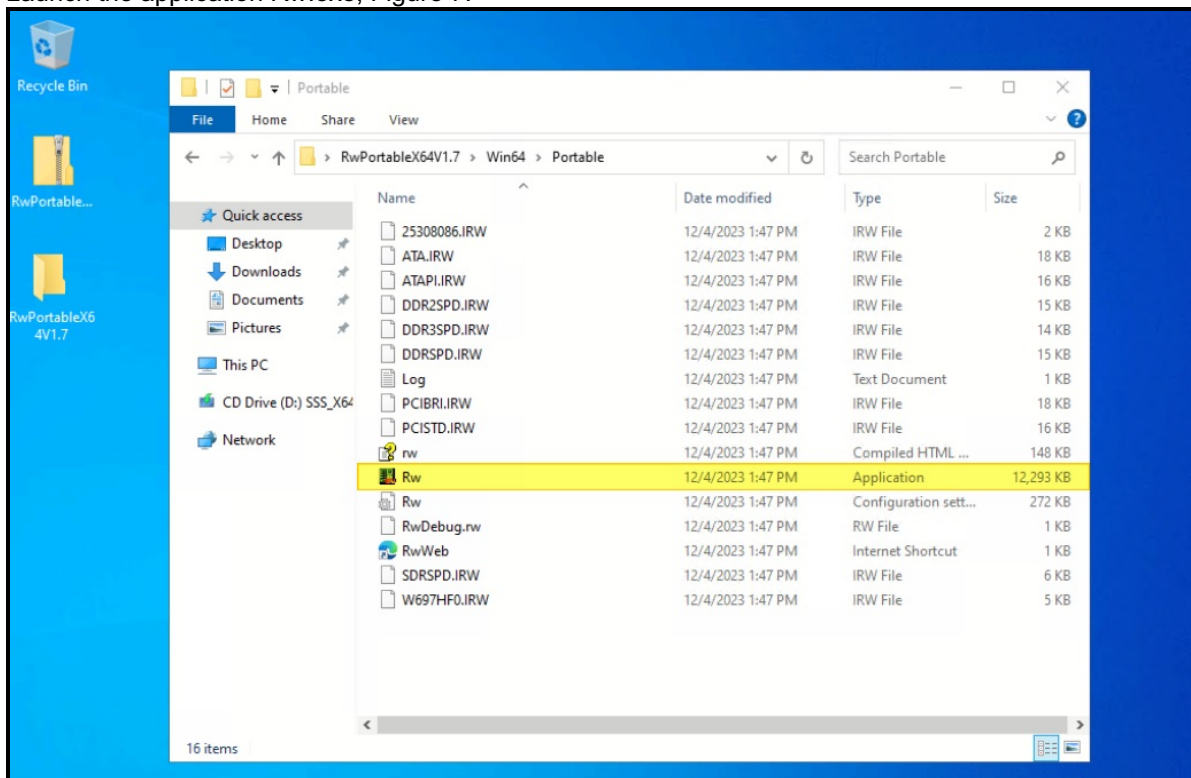 Recycle Bin
RwPortable...
RwPortableX6
4V1.7
Portable
File Home Share View
RwPortableX64V1.7 > Win64 > Portable
Search Portable
Name Date modified Type Size
Quick access
Desktop
Downloads
Documents
Pictures
This PC
CD Drive (D:) SSS_X64
Network
25308086.IRW 12/4/2023 1:47 PM IRW File 2 KB
ATA.IRW 12/4/2023 1:47 PM IRW File 18 KB
ATAPI.IRW 12/4/2023 1:47 PM IRW File 16 KB
DDR2SPD.IRW 12/4/2023 1:47 PM IRW File 15 KB
DDR3SPD.IRW 12/4/2023 1:47 PM IRW File 14 KB
DDRSPD.IRW 12/4/2023 1:47 PM IRW File 15 KB
Log 12/4/2023 1:47 PM Text Document 1 KB
PCIBRI.IRW 12/4/2023 1:47 PM IRW File 18 KB
PCISTD.IRW 12/4/2023 1:47 PM IRW File 16 KB
rw 12/4/2023 1:47 PM Compiled HTML ... 148 KB
Rw 12/4/2023 1:47 PM Application 12,293 KB
Rw 12/4/2023 1:47 PM Configuration sett... 272 KB
RwDebug.rw 12/4/2023 1:47 PM RW File 1 KB
RwWeb 12/4/2023 1:47 PM Internet Shortcut 1 KB
SDRSPD.IRW 12/4/2023 1:47 PM IRW File 6 KB
W697HF0.IRW 12/4/2023 1:47 PM IRW File 5 KB
16 items